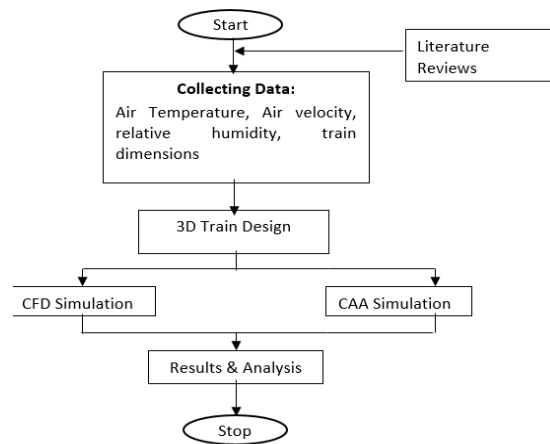 Start
Literature
Reviews
Collecting Data:
Air Temperature, Air velocity,
relative humidity, train
dimensions
3D Train Design
CFD Simulation
CAA Simulation
Results & Analysis
Stop